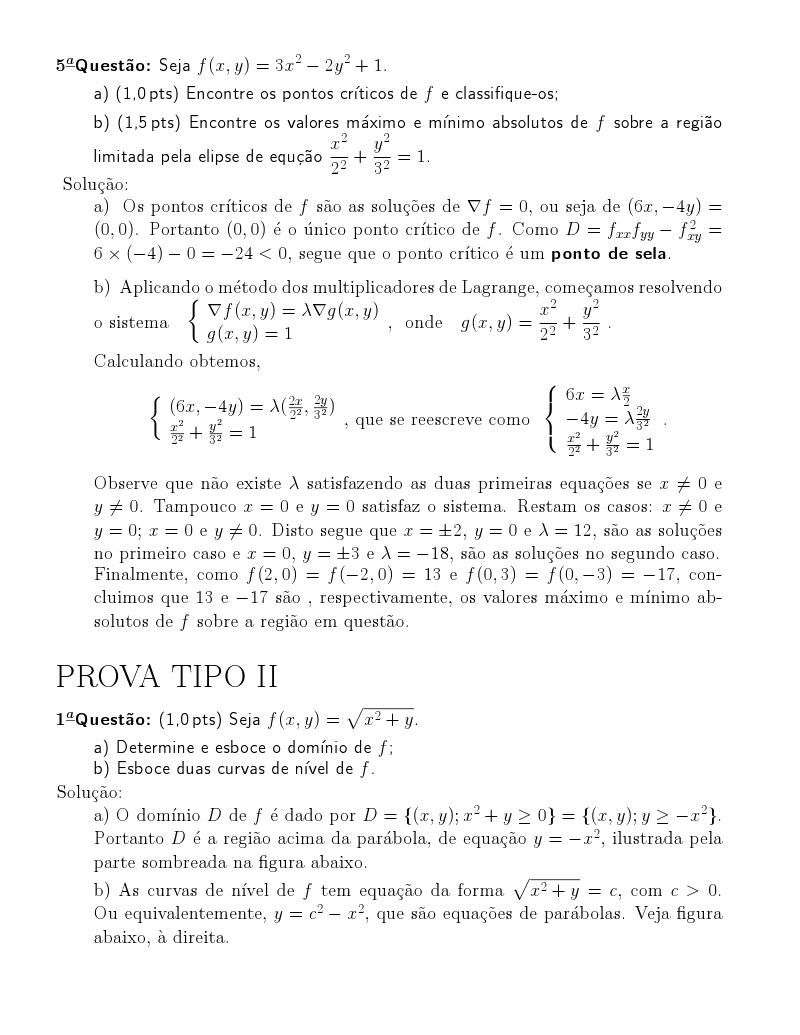 5ªQuestão: Seja f(x, y) = 3x² − 2y² + 1.
a) (1,0 pts) Encontre os pontos críticos de f e classifique-os;
b) (1,5 pts) Encontre os valores máximo e mínimo absolutos de f sobre a região
limitada pela elipse de equção x²/2² + y²/3² = 1.
Solução:
a) Os pontos críticos de f são as soluções de ∇f = 0, ou seja de (6x, −4y) =
(0, 0). Portanto (0, 0) é o único ponto crítico de f. Como D = f_xx f_yy − f²_xy =
6 × (−4) − 0 = −24 < 0, segue que o ponto crítico é um ponto de sela.
b) Aplicando o método dos multiplicadores de Lagrange, começamos resolvendo
o sistema { ∇f(x, y) = λ∇g(x, y) g(x, y) = 1 , onde g(x, y) = x²/2² + y²/3² .
Calculando obtemos,
{ (6x, −4y) = λ(2x/2², 2y/3²) x²/2² + y²/3² = 1 , que se reescreve como { 6x = λ x/2 −4y = λ 2y/3² x²/2² + y²/3² = 1 .
Observe que não existe λ satisfazendo as duas primeiras equações se x ≠ 0 e
y ≠ 0. Tampouco x = 0 e y = 0 satisfaz o sistema. Restam os casos: x ≠ 0 e
y = 0; x = 0 e y ≠ 0. Disto segue que x = ±2, y = 0 e λ = 12, são as soluções
no primeiro caso e x = 0, y = ±3 e λ = −18, são as soluções no segundo caso.
Finalmente, como f(2, 0) = f(−2, 0) = 13 e f(0, 3) = f(0, −3) = −17, con-
cluimos que 13 e −17 são , respectivamente, os valores máximo e mínimo ab-
solutos de f sobre a região em questão.
PROVA TIPO II
1ªQuestão: (1,0 pts) Seja f(x, y) = √(x² + y).
a) Determine e esboce o domínio de f;
b) Esboce duas curvas de nível de f.
Solução:
a) O domínio D de f é dado por D = {(x, y); x² + y ≥ 0} = {(x, y); y ≥ −x²}.
Portanto D é a região acima da parábola, de equação y = −x², ilustrada pela
parte sombreada na figura abaixo.
b) As curvas de nível de f tem equação da forma √(x² + y) = c, com c > 0.
Ou equivalentemente, y = c² − x², que são equações de parábolas. Veja figura
abaixo, à direita.